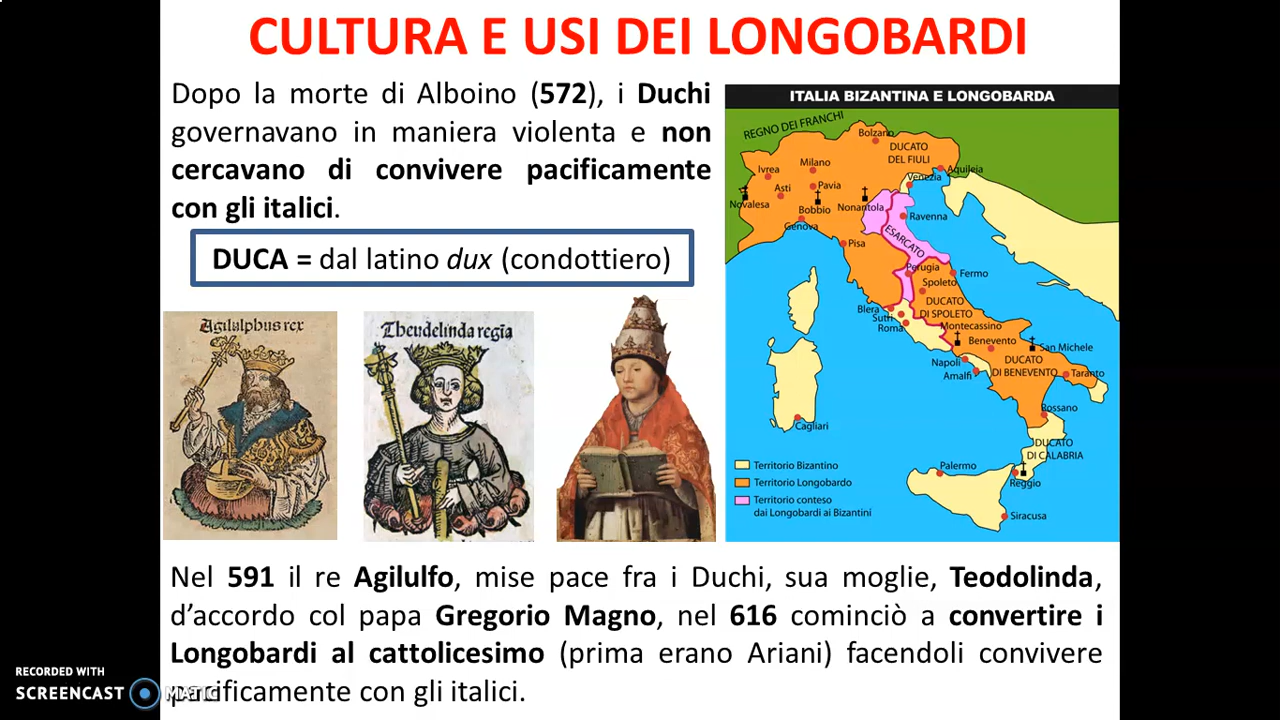 CULTURA E USI DEI LONGOBARDI
Dopo la morte di Alboino (572), i Duchi
governavano in maniera violenta e non
cercavano di convivere pacificamente
con gli italici.
DUCA = dal latino dux (condottiero)
Agilulphus rex
Theudelinda regia
ITALIA BIZANTINA E LONGOBARDA
REGNO DEI FRANCHI
Bolzano
DUCATO
DEL FIULI
Ivrea
Milano
Aquileia
Venezia
Asti
Pavia
Novalesa
Bobbio
Nonantola
Genova
Ravenna
ESARCATO
Pisa
Perugia
Fermo
Spoleto
Blera
Sutri
Roma
DUCATO
DI SPOLETO
Montecassino
Benevento
San Michele
Napoli
DUCATO
DI BENEVENTO
Amalfi
Taranto
Rossano
Cagliari
DUCATO
DI CALABRIA
Palermo
Reggio
Siracusa
Territorio Bizantino
Territorio Longobardo
Territorio conteso
dai Longobardi ai Bizantini
Nel 591 il re Agilulfo, mise pace fra i Duchi, sua moglie, Teodolinda,
d’accordo col papa Gregorio Magno, nel 616 cominciò a convertire i
Longobardi al cattolicesimo (prima erano Ariani) facendoli convivere
pacificamente con gli italici.
RECORDED WITH
SCREENCAST MATIC